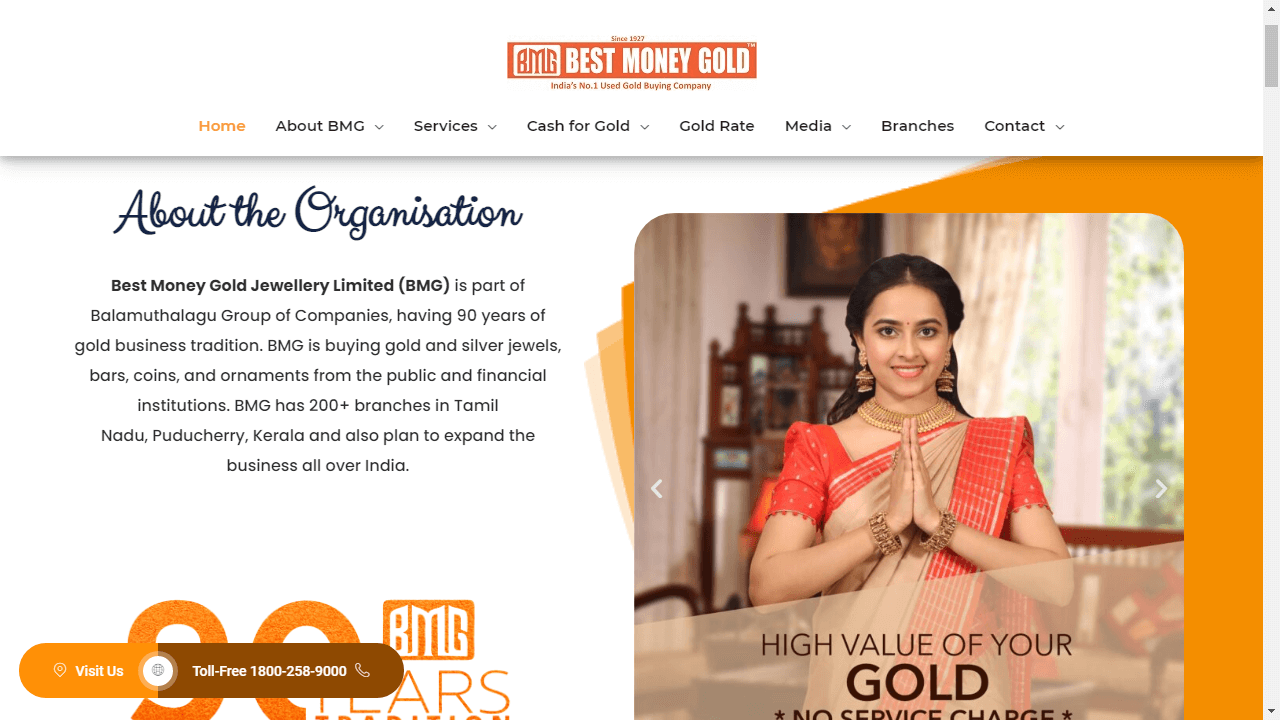 Since 1927
BMG BEST MONEY GOLD™
India's No.1 Used Gold Buying Company
Home About BMG Services Cash for Gold Gold Rate Media Branches Contact
About the Organisation
Best Money Gold Jewellery Limited (BMG) is part of
Balamuthalagu Group of Companies, having 90 years of
gold business tradition. BMG is buying gold and silver jewels,
bars, coins, and ornaments from the public and financial
institutions. BMG has 200+ branches in Tamil
Nadu, Puducherry, Kerala and also plan to expand the
business all over India.
90 BMG
YEARS
TRADITION
Visit Us
Toll-Free 1800-258-9000
HIGH VALUE OF YOUR
GOLD
* NO SERVICE CHARGE *